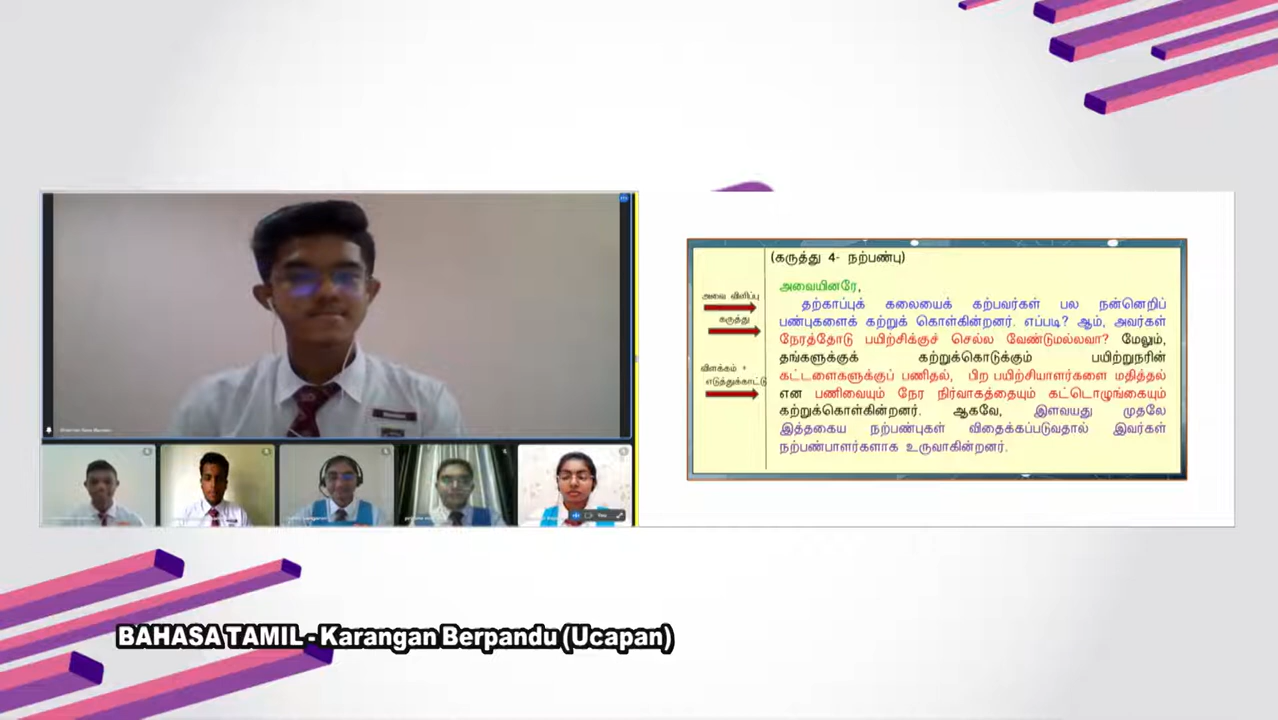 (கருத்து 4- நற்பண்பு)
அவை விளிப்பு
அவையினரே,
கருத்து
தற்காப்புக் கலையைக் கற்பவர்கள் பல நன்னெறிப்
பண்புகளைக் கற்றுக் கொள்கின்றனர். எப்படி? ஆம், அவர்கள்
நேரத்தோடு பயிற்சிக்குச் செல்ல வேண்டுமல்லவா? மேலும்,
தங்களுக்குக் கற்றுக்கொடுக்கும் பயிற்றுநரின்
விளக்கம் +
எடுத்துக்காட்டு
கட்டளைகளுக்குப் பணிதல், பிற பயிற்சியாளர்களை மதித்தல்
என பணிவையும் நேர நிர்வாகத்தையும் கட்டொழுங்கையும்
கற்றுக்கொள்கின்றனர். ஆகவே, இளவயது முதலே
இத்தகைய நற்பண்புகள் விதைக்கப்படுவதால் இவர்கள்
நற்பண்பாளர்களாக உருவாகின்றனர்.
You
BAHASA TAMIL - Karangan Berpandu (Ucapan)